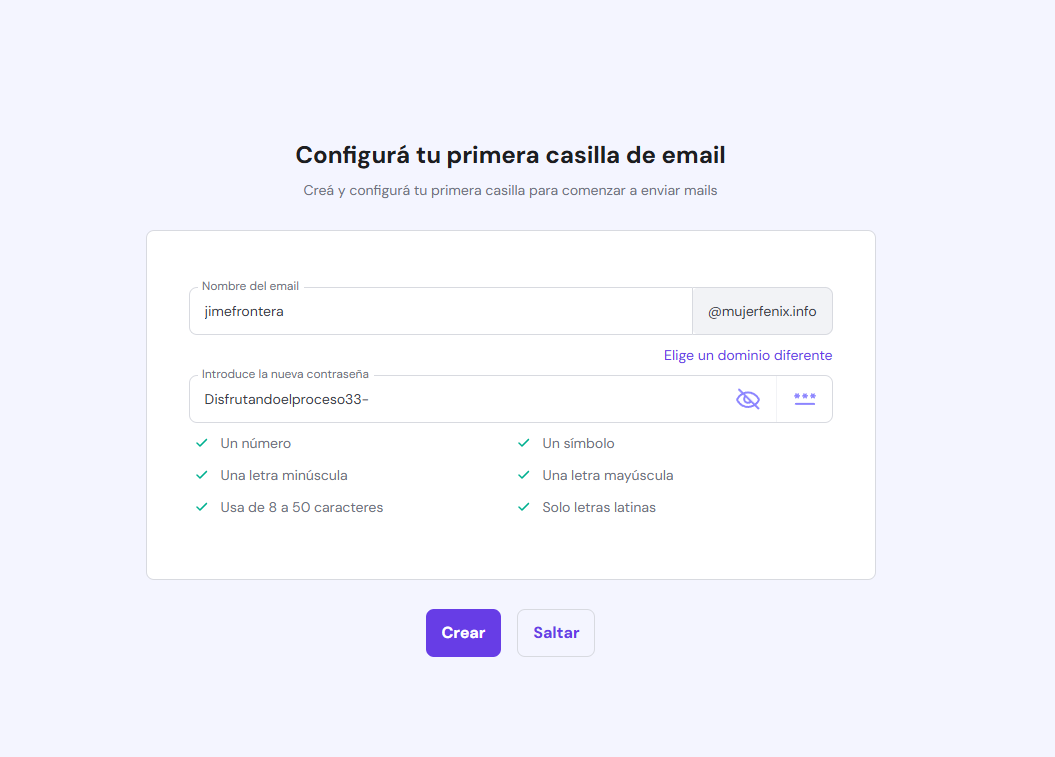 Configurá tu primera casilla de email
Creá y configurá tu primera casilla para comenzar a enviar mails
Nombre del email
jimefrontera
@mujerfenix.info
Elige un dominio diferente
Introduce la nueva contraseña
Disfrutandoelproceso33-
Un número
Un símbolo
Una letra minúscula
Una letra mayúscula
Usa de 8 a 50 caracteres
Solo letras latinas
Crear
Saltar